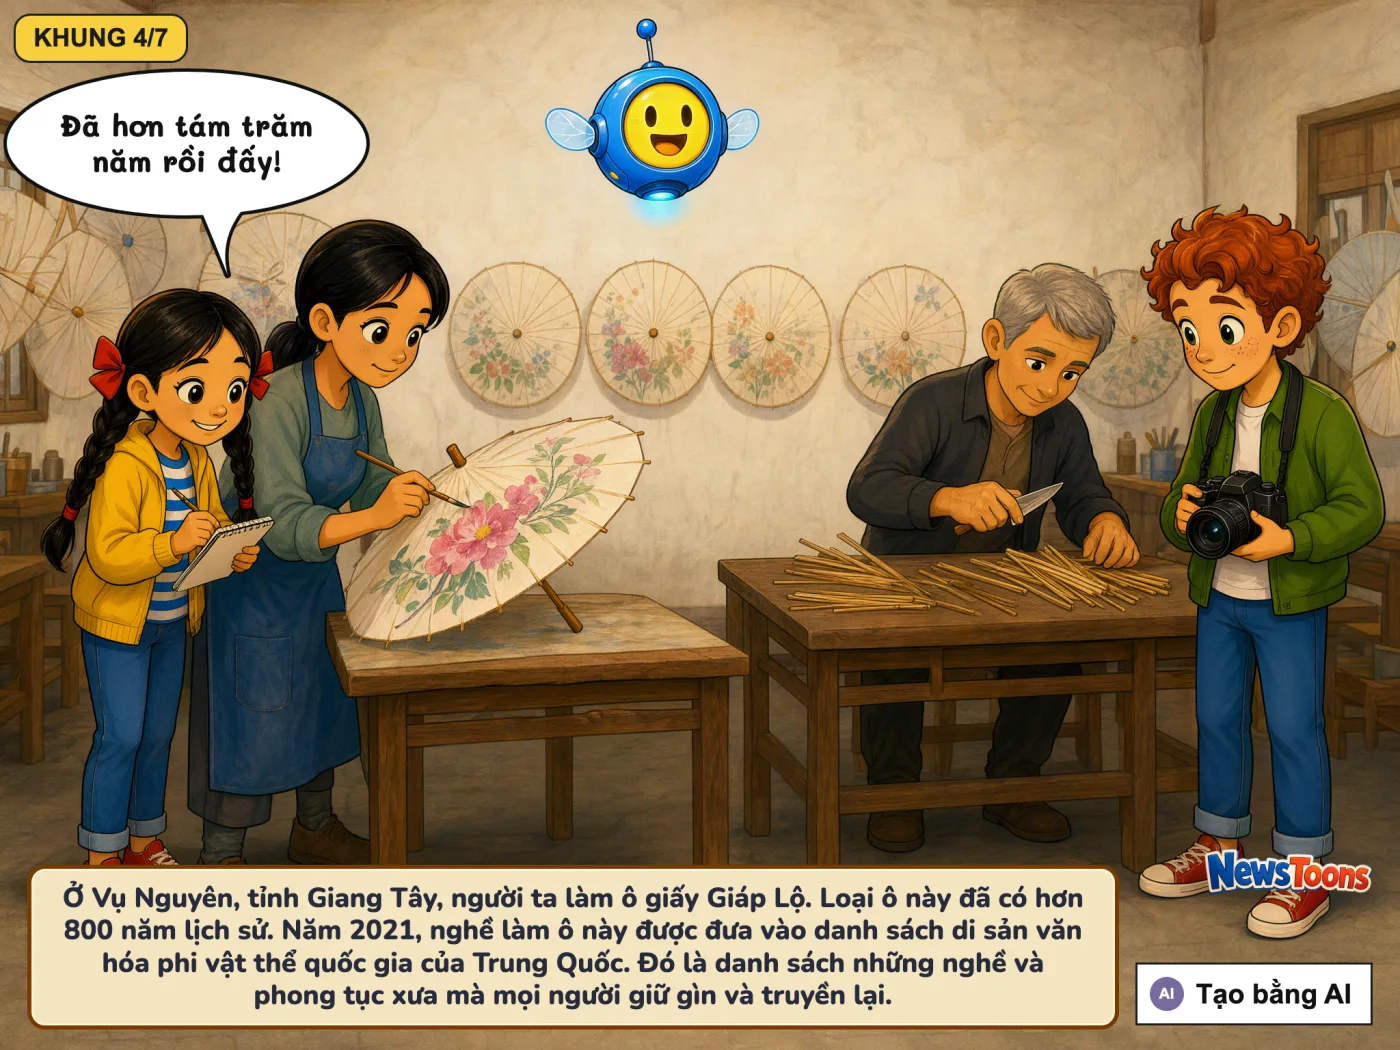 KHUNG 4/7
Đã hơn tám trăm
năm rồi đấy!
Ở Vụ Nguyên, tỉnh Giang Tây, người ta làm ô giấy Giáp Lộ. Loại ô này đã có hơn
800 năm lịch sử. Năm 2021, nghề làm ô này được đưa vào danh sách di sản văn
hóa phi vật thể quốc gia của Trung Quốc. Đó là danh sách những nghề và
phong tục xưa mà mọi người giữ gìn và truyền lại.
NewsToons
AI Tạo bằng AI